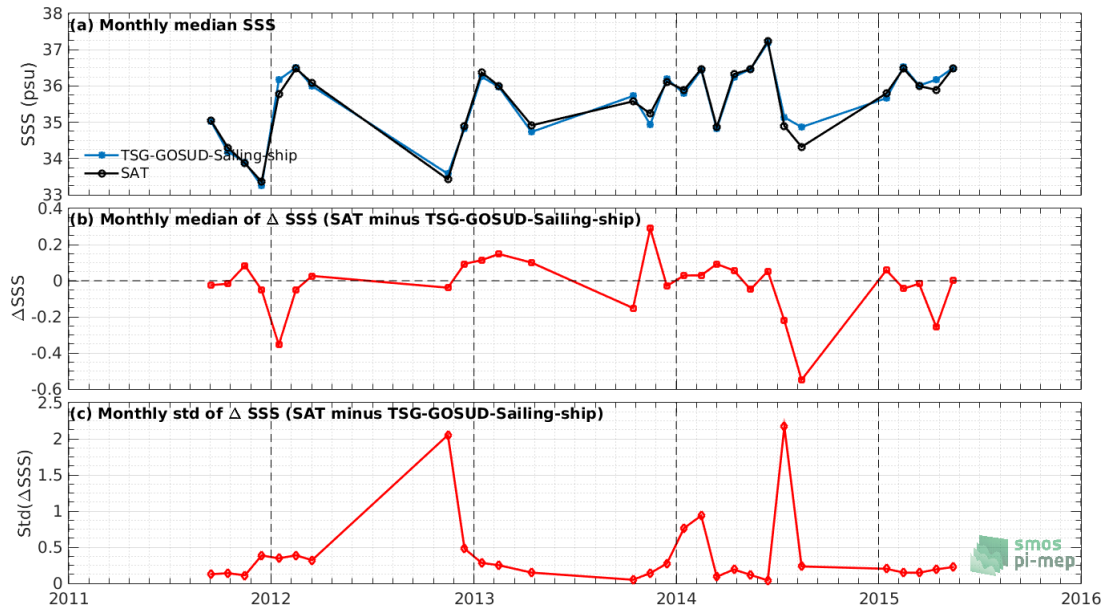 38
(a) Monthly median SSS
37
36
35
34
33
SSS (psu)
TSG-GOSUD-Sailing-ship
SAT
0.4
(b) Monthly median of Δ SSS (SAT minus TSG-GOSUD-Sailing-ship)
0.2
0
-0.2
-0.4
-0.6
ΔSSS
2.5
(c) Monthly std of Δ SSS (SAT minus TSG-GOSUD-Sailing-ship)
2
1.5
1
0.5
0
Std(ΔSSS)
smos
pi-mep
2011 2012 2013 2014 2015 2016